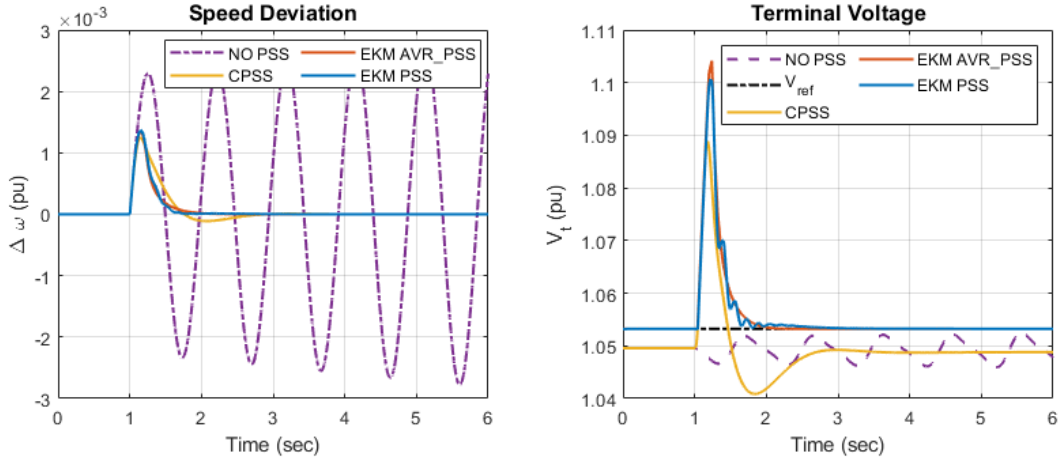 Speed Deviation
×10⁻³
3
2
1
0
-1
-2
-3
Δ ω (pu)
NO PSS
CPSS
EKM AVR_PSS
EKM PSS
0 1 2 3 4 5 6
Time (sec)
Terminal Voltage
1.11
1.10
1.09
1.08
1.07
1.06
1.05
1.04
V_t (pu)
NO PSS
V_ref
CPSS
EKM AVR_PSS
EKM PSS
0 1 2 3 4 5 6
Time (sec)